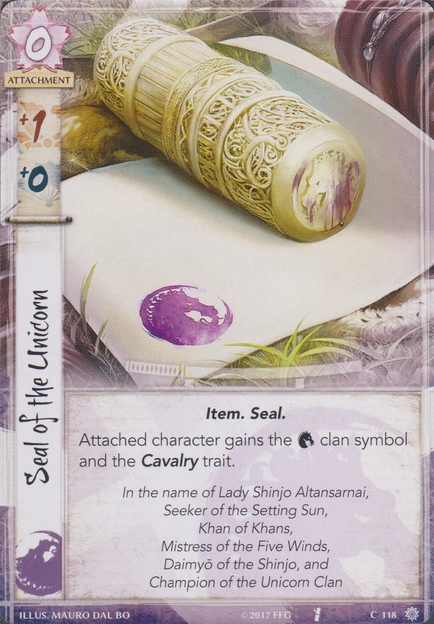 0
ATTACHMENT
+1
+0
Seal of the Unicorn
Item. Seal.
Attached character gains the clan symbol
and the Cavalry trait.
In the name of Lady Shinjo Altansarnai,
Seeker of the Setting Sun,
Khan of Khans,
Mistress of the Five Winds,
Daimyō of the Shinjo, and
Champion of the Unicorn Clan
ILLUS. MAURO DAL BO
©2017 FFG
C 118